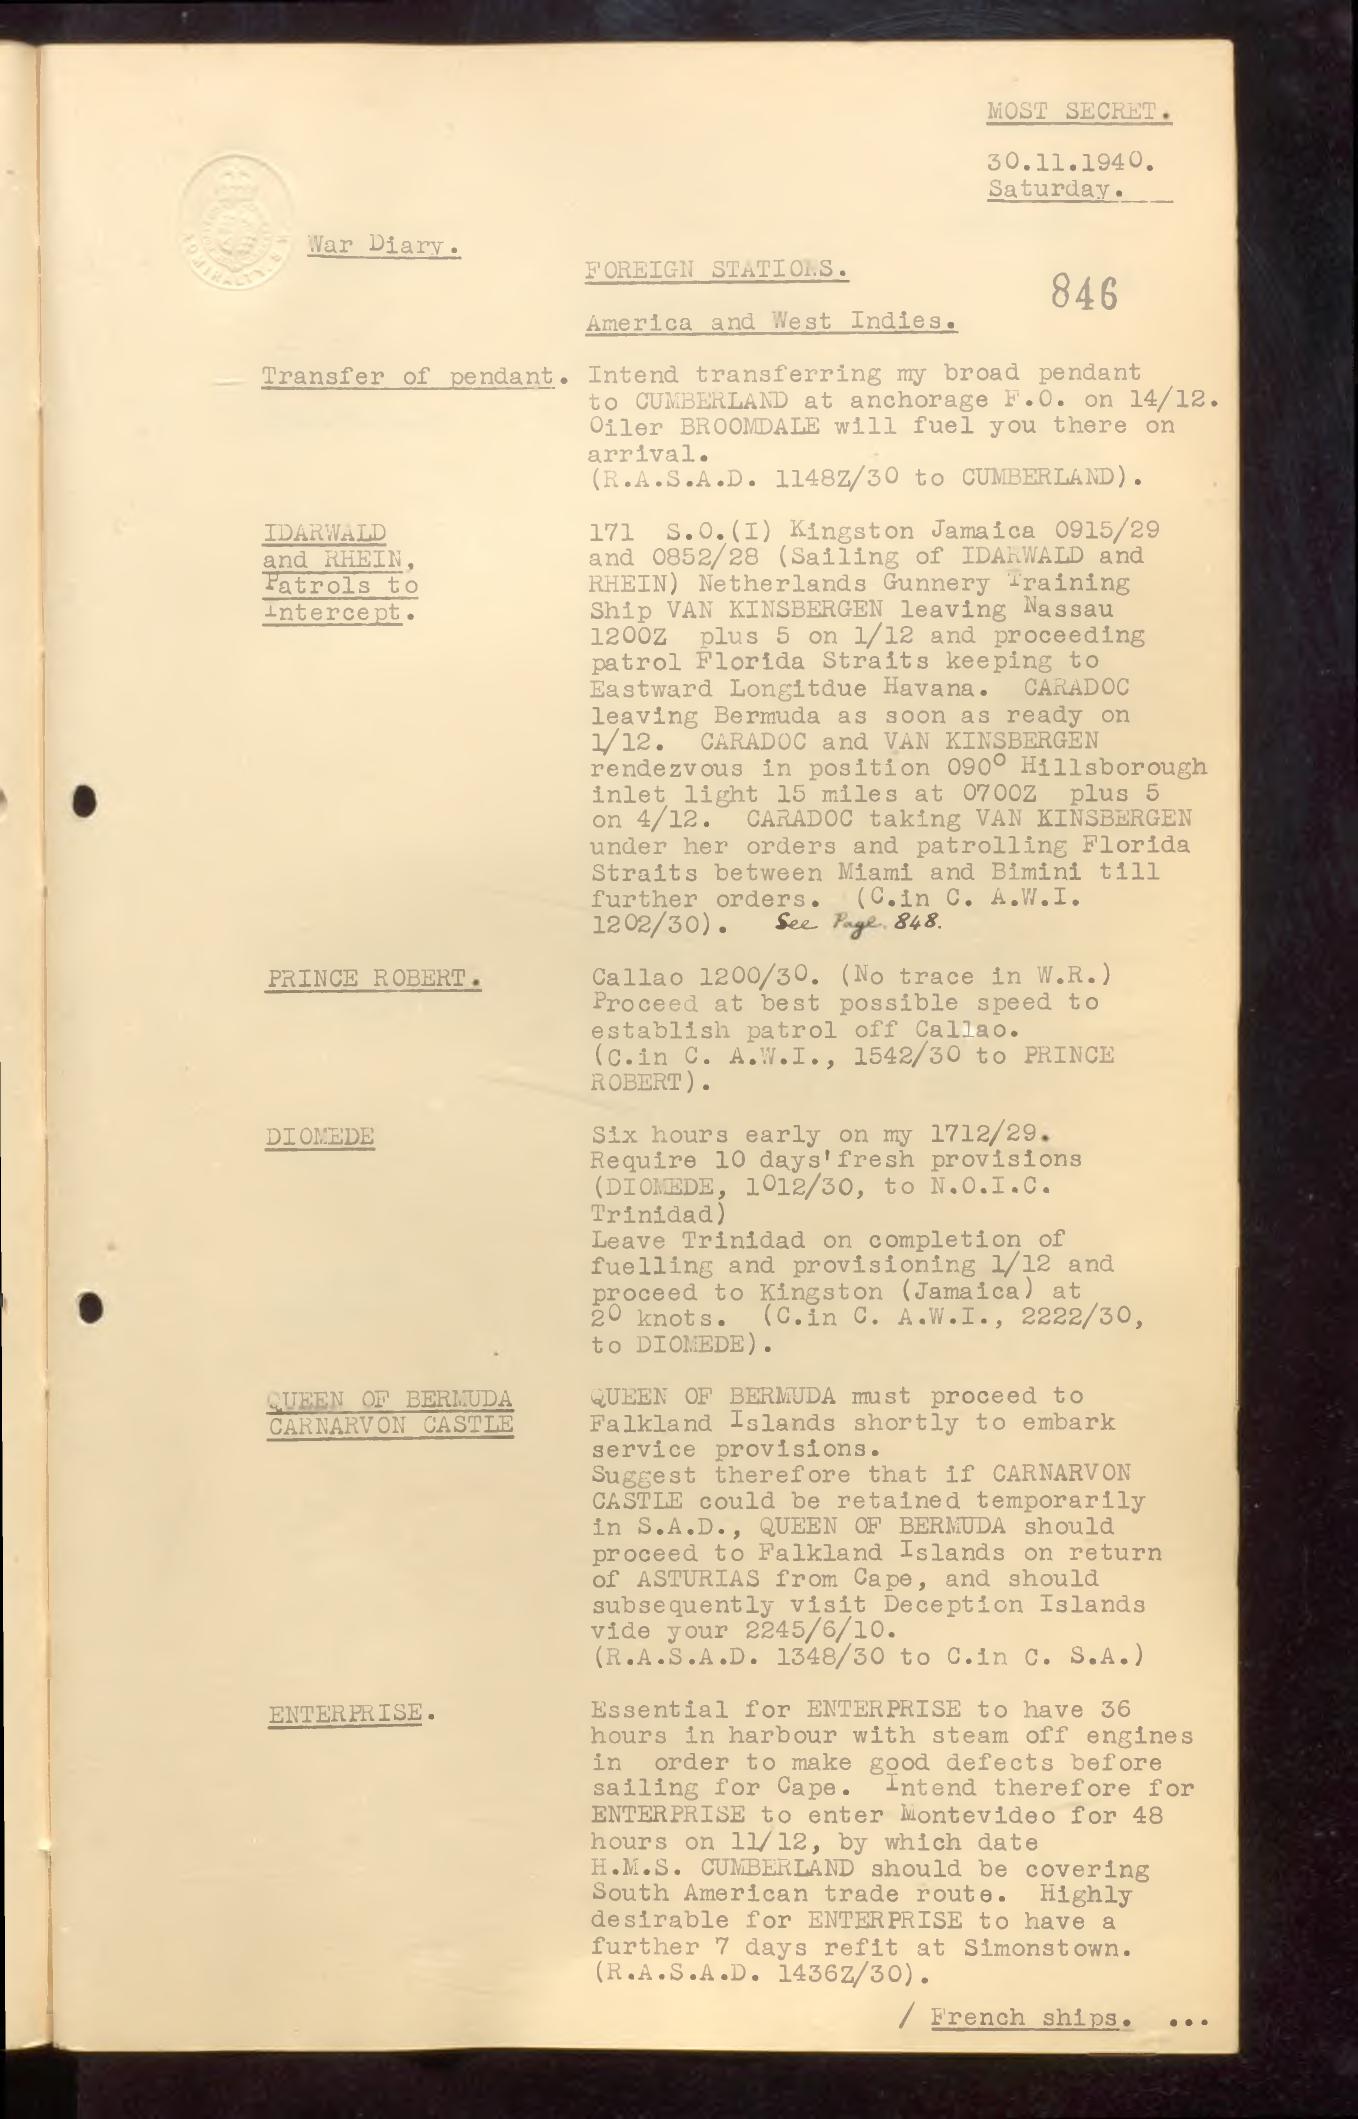 MOST SECRET.
30.11.1940.
Saturday.
ADMIRALTY. S
War Diary.
FOREIGN STATIONS.
846
America and West Indies.
Transfer of pendant.
Intend transferring my broad pendant
to CUMBERLAND at anchorage F.O. on 14/12.
Oiler BROOMDALE will fuel you there on
arrival.
(R.A.S.A.D. 1148Z/30 to CUMBERLAND).
IDARWALD
and RHEIN,
Patrols to
Intercept.
171 S.O.(I) Kingston Jamaica 0915/29
and 0852/28 (Sailing of IDARWALD and
RHEIN) Netherlands Gunnery Training
Ship VAN KINSBERGEN leaving Nassau
1200Z plus 5 on 1/12 and proceeding
patrol Florida Straits keeping to
Eastward Longitdue Havana. CARADOC
leaving Bermuda as soon as ready on
1/12. CARADOC and VAN KINSBERGEN
rendezvous in position 090° Hillsborough
inlet light 15 miles at 0700Z plus 5
on 4/12. CARADOC taking VAN KINSBERGEN
under her orders and patrolling Florida
Straits between Miami and Bimini till
further orders. (C.in C. A.W.I.
1202/30). See Page. 848.
PRINCE ROBERT.
Callao 1200/30. (No trace in W.R.)
Proceed at best possible speed to
establish patrol off Callao.
(C.in C. A.W.I., 1542/30 to PRINCE
ROBERT).
DIOMEDE
Six hours early on my 1712/29.
Require 10 days' fresh provisions
(DIOMEDE, 1012/30, to N.O.I.C.
Trinidad)
Leave Trinidad on completion of
fuelling and provisioning 1/12 and
proceed to Kingston (Jamaica) at
20 knots. (C.in C. A.W.I., 2222/30,
to DIOMEDE).
QUEEN OF BERMUDA
CARNARVON CASTLE
QUEEN OF BERMUDA must proceed to
Falkland Islands shortly to embark
service provisions.
Suggest therefore that if CARNARVON
CASTLE could be retained temporarily
in S.A.D., QUEEN OF BERMUDA should
proceed to Falkland Islands on return
of ASTURIAS from Cape, and should
subsequently visit Deception Islands
vide your 2245/6/10.
(R.A.S.A.D. 1348/30 to C.in C. S.A.)
ENTERPRISE.
Essential for ENTERPRISE to have 36
hours in harbour with steam off engines
in order to make good defects before
sailing for Cape. Intend therefore for
ENTERPRISE to enter Montevideo for 48
hours on 11/12, by which date
H.M.S. CUMBERLAND should be covering
South American trade route. Highly
desirable for ENTERPRISE to have a
further 7 days refit at Simonstown.
(R.A.S.A.D. 1436Z/30).
/ French ships. ...